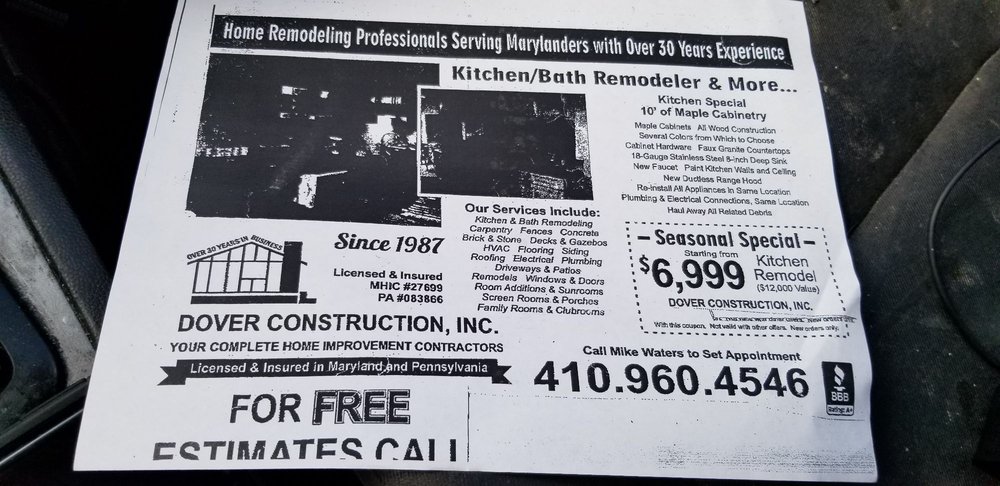 Home Remodeling Professionals Serving Marylanders with Over 30 Years Experience
Kitchen/Bath Remodeler & More...
Kitchen Special
10' of Maple Cabinetry
Maple Cabinets All Wood Construction
Several Colors from Which to Choose
Cabinet Hardware Faux Granite Countertops
18-Gauge Stainless Steel 8-inch Deep Sink
New Faucet Paint Kitchen Walls and Ceiling
New Ductless Range Hood
Re-install All Appliances In Same Location
Plumbing & Electrical Connections, Same Location
Haul Away All Related Debris
Our Services Include:
Kitchen & Bath Remodeling
Carpentry Fences Concrete
Brick & Stone Decks & Gazebos
HVAC Flooring Siding
Roofing Electrical Plumbing
Driveways & Patios
Remodels Windows & Doors
Room Additions & Sunrooms
Screen Rooms & Porches
Family Rooms & Clubrooms
OVER 30 YEARS IN BUSINESS
Since 1987
Licensed & Insured
MHIC #27699
PA #083866
DOVER CONSTRUCTION, INC.
YOUR COMPLETE HOME IMPROVEMENT CONTRACTORS
Licensed & Insured in Maryland and Pennsylvania
FOR FREE
ESTIMATES CALL
– Seasonal Special –
Starting from
$6,999
Kitchen
Remodel
($12,000 Value)
DOVER CONSTRUCTION, INC.
With this coupon. Not valid with other offers. New orders only.
Call Mike Waters to Set Appointment
410.960.4546
BBB
Rating: A+